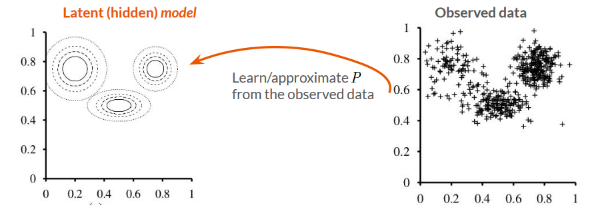 Latent (hidden) model
Observed data
1
0.8
0.6
0.4
0.2
0
0 0.2 0.4 0.6 0.8 1
Learn/approximate P
from the observed data
1
0.8
0.6
0.4
0.2
0
0 0.2 0.4 0.6 0.8 1